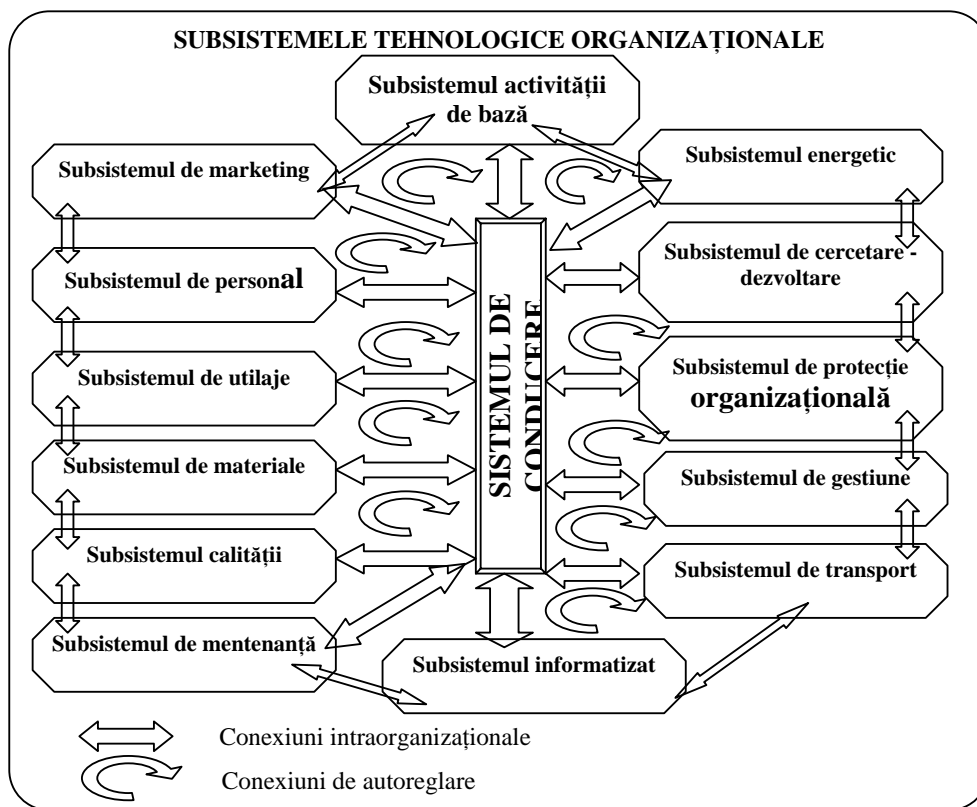 SUBSISTEMELE TEHNOLOGICE ORGANIZAȚIONALE
Subsistemul activității
de bază
Subsistemul de marketing
Subsistemul energetic
Subsistemul de personal
Subsistemul de cercetare -
dezvoltare
Subsistemul de utilaje
SISTEMUL DE
CONDUCERE
Subsistemul de protecție
organizațională
Subsistemul de materiale
Subsistemul de gestiune
Subsistemul calității
Subsistemul de transport
Subsistemul de mentenanță
Subsistemul informatizat
Conexiuni intraorganizaționale
Conexiuni de autoreglare